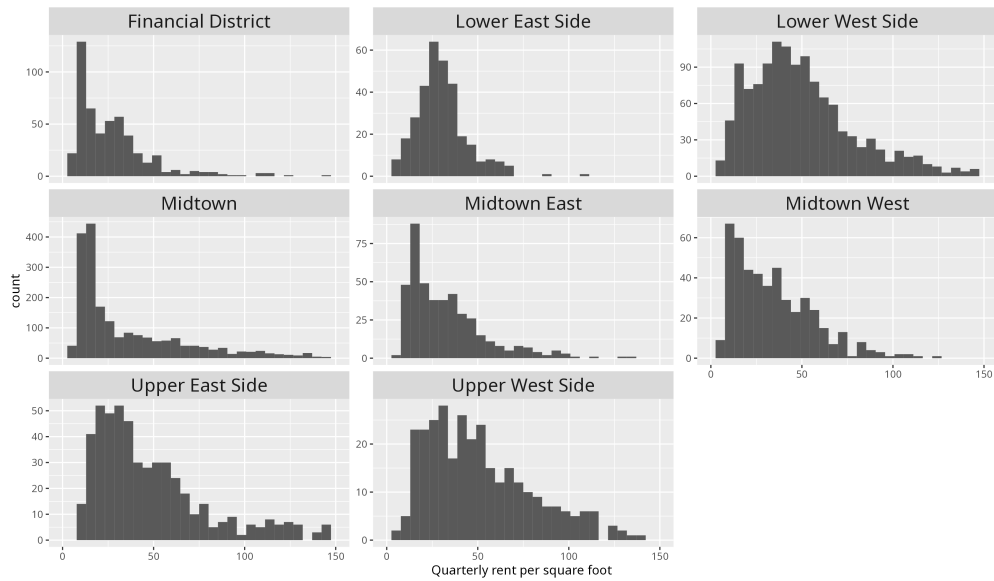 Financial District
Lower East Side
Lower West Side
100
50
0
60
40
20
0
90
60
30
0
Midtown
Midtown East
Midtown West
count
400
300
200
100
0
75
50
25
0
60
40
20
0
0 50 100 150
Upper East Side
Upper West Side
50
40
30
20
10
0
20
10
0
0 50 100 150
0 50 100 150
Quarterly rent per square foot